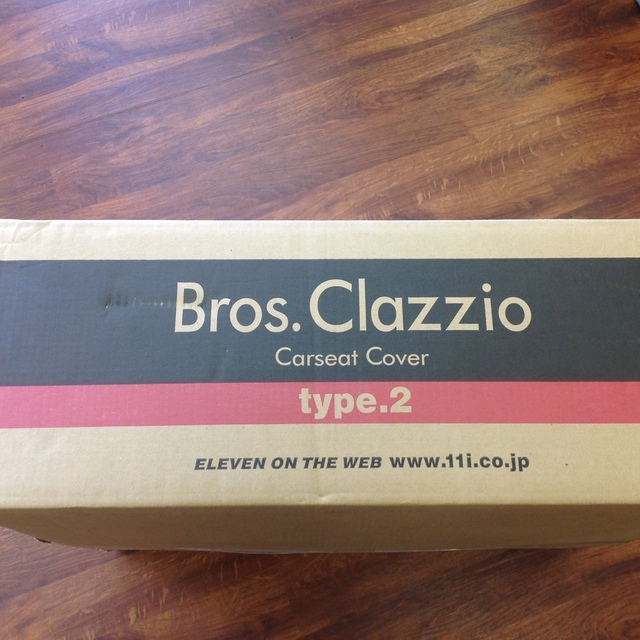 Bros. Clazzio
Carseat Cover
type.2
ELEVEN ON THE WEB www.11i.co.jp